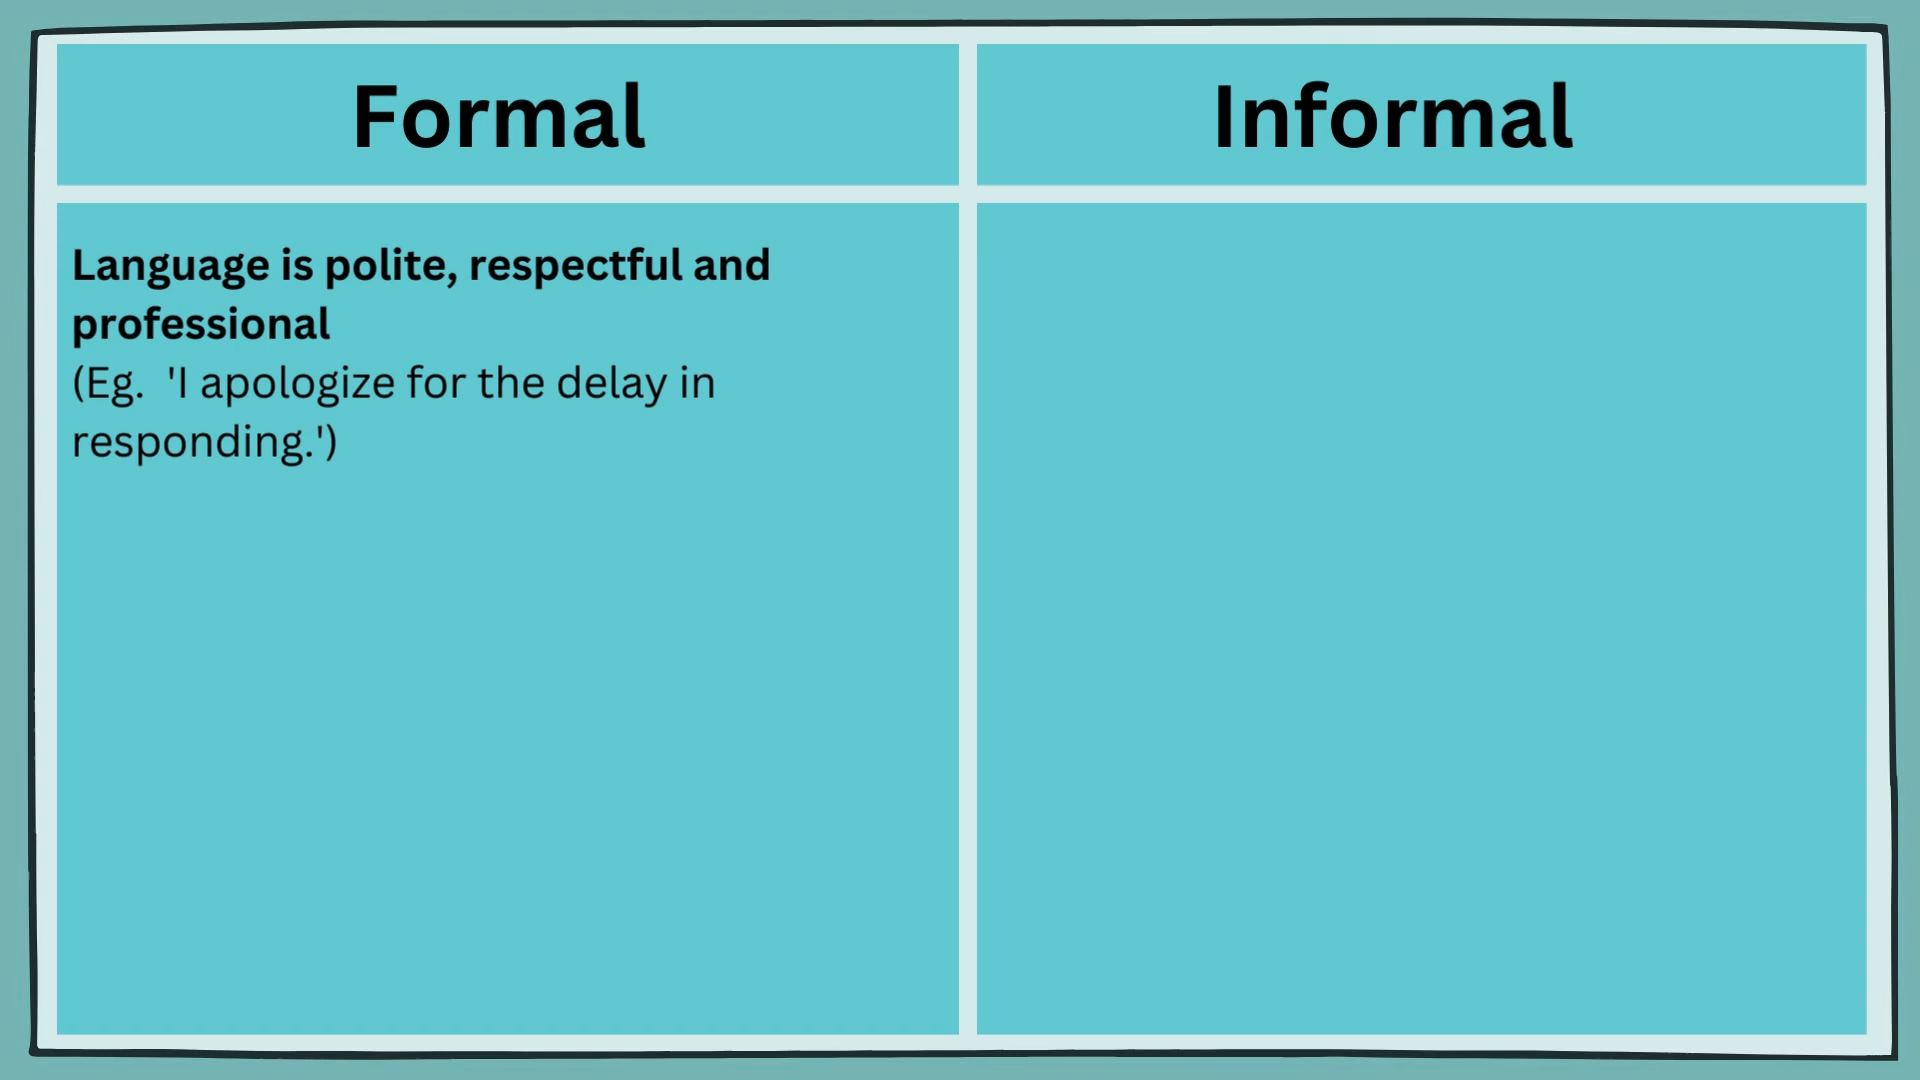 Formal
Informal
Language is polite, respectful and
professional
(Eg.  'I apologize for the delay in
responding.')